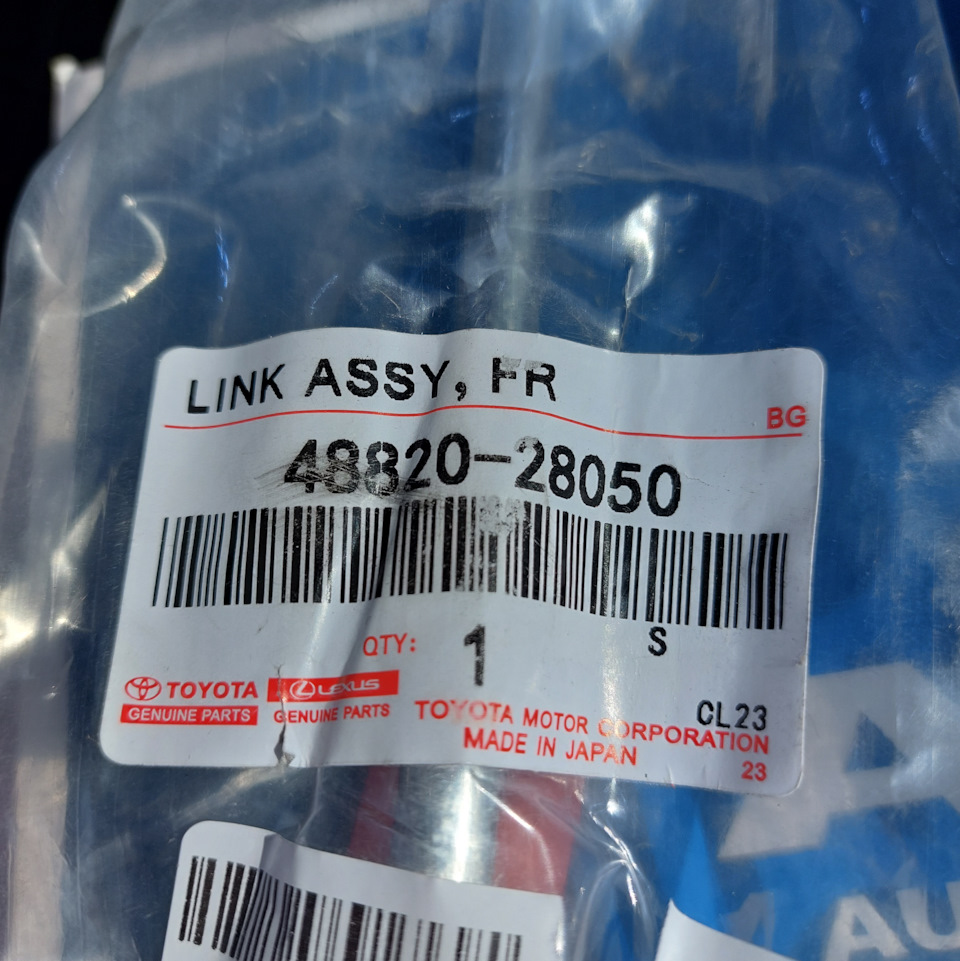 LINK ASSY, FR
BG
48820-28050
QTY: 1
S
TOYOTA LEXUS
GENUINE PARTS GENUINE PARTS
CL23
TOYOTA MOTOR CORPORATION
MADE IN JAPAN
23
A
AU